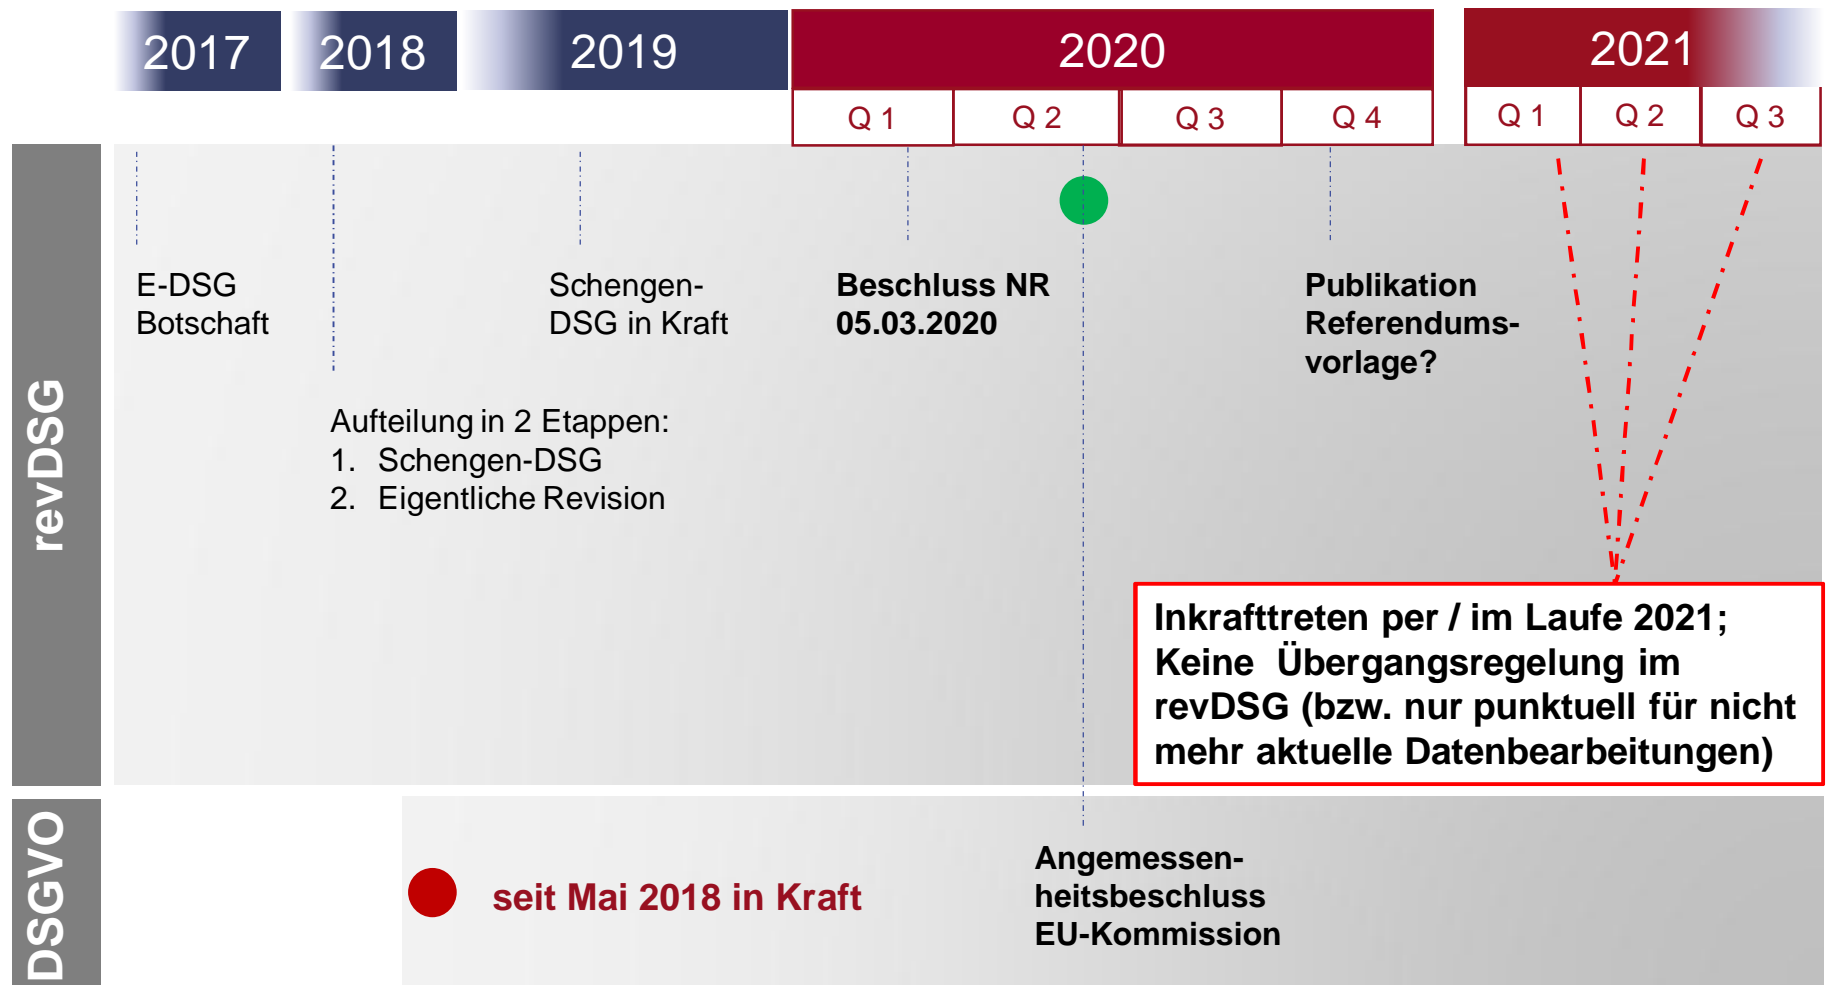 2017
2018
2019
2020
2021
Q 1
Q 2
Q 3
Q 4
Q 1
Q 2
Q 3
revDSG
E-DSG
Botschaft
Aufteilung in 2 Etappen:
1. Schengen-DSG
2. Eigentliche Revision
Schengen-
DSG in Kraft
Beschluss NR
05.03.2020
Publikation
Referendums-
vorlage?
Inkrafttreten per / im Laufe 2021;
Keine Übergangsregelung im
revDSG (bzw. nur punktuell für nicht
mehr aktuelle Datenbearbeitungen)
DSGVO
seit Mai 2018 in Kraft
Angemessen-
heitsbeschluss
EU-Kommission